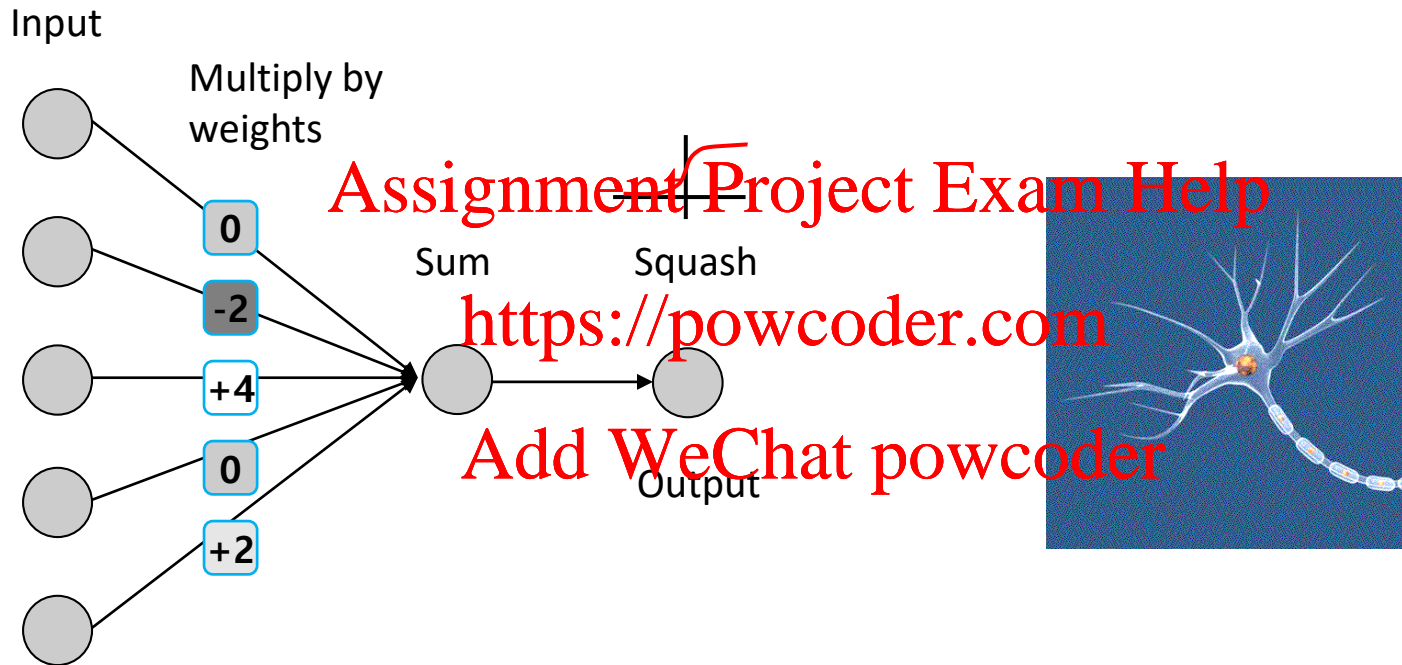 Input
Multiply by
weights
Assignment Project Exam Help
0
Sum
Squash
-2
https://powcoder.com
+4
Add WeChat powcoder
0
Output
+2